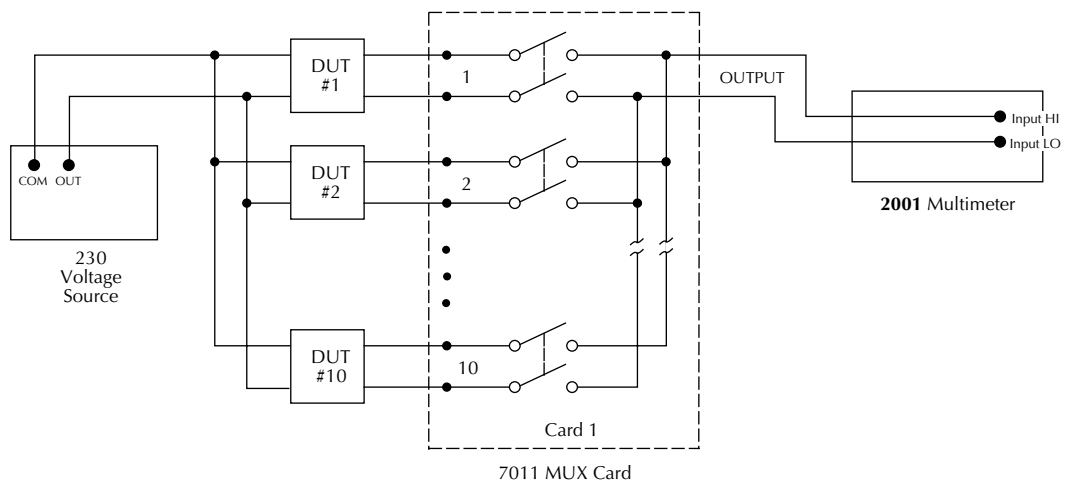 DUT
#1
1
OUTPUT
Input HI
Input LO
COM OUT
DUT
#2
2
2001 Multimeter
230
Voltage
Source
DUT
#10
10
Card 1
7011 MUX Card